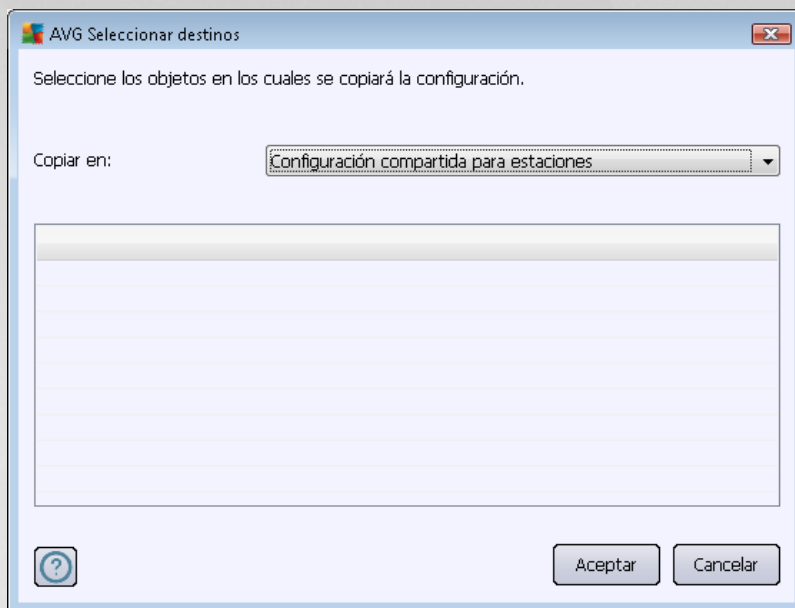 AVG Seleccionar destinos
Seleccione los objetos en los cuales se copiará la configuración.
Copiar en:
Configuración compartida para estaciones
Aceptar
Cancelar